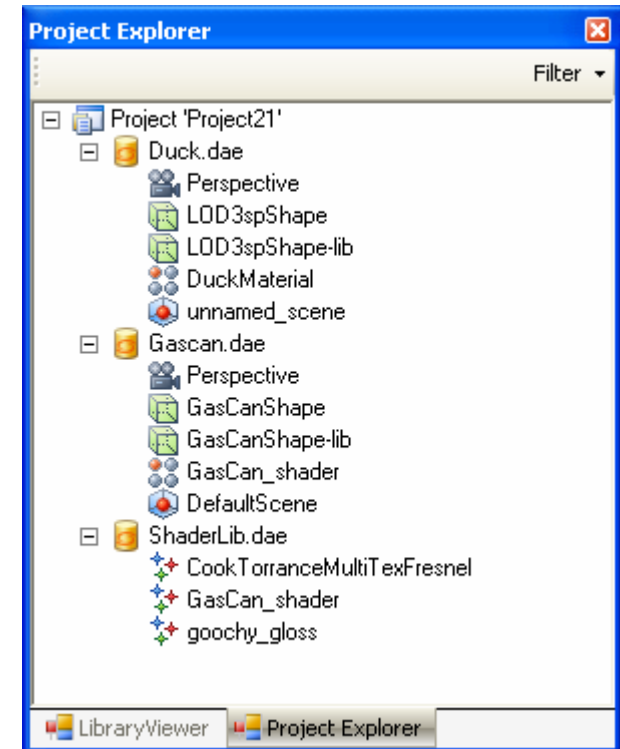 Project Explorer
Filter
Project 'Project21'
Duck.dae
Perspective
LOD3spShape
LOD3spShape-lib
DuckMaterial
unnamed_scene
Gascan.dae
Perspective
GasCanShape
GasCanShape-lib
GasCan_shader
DefaultScene
ShaderLib.dae
CookTorranceMultiTexFresnel
GasCan_shader
goochy_gloss
LibraryViewer Project Explorer